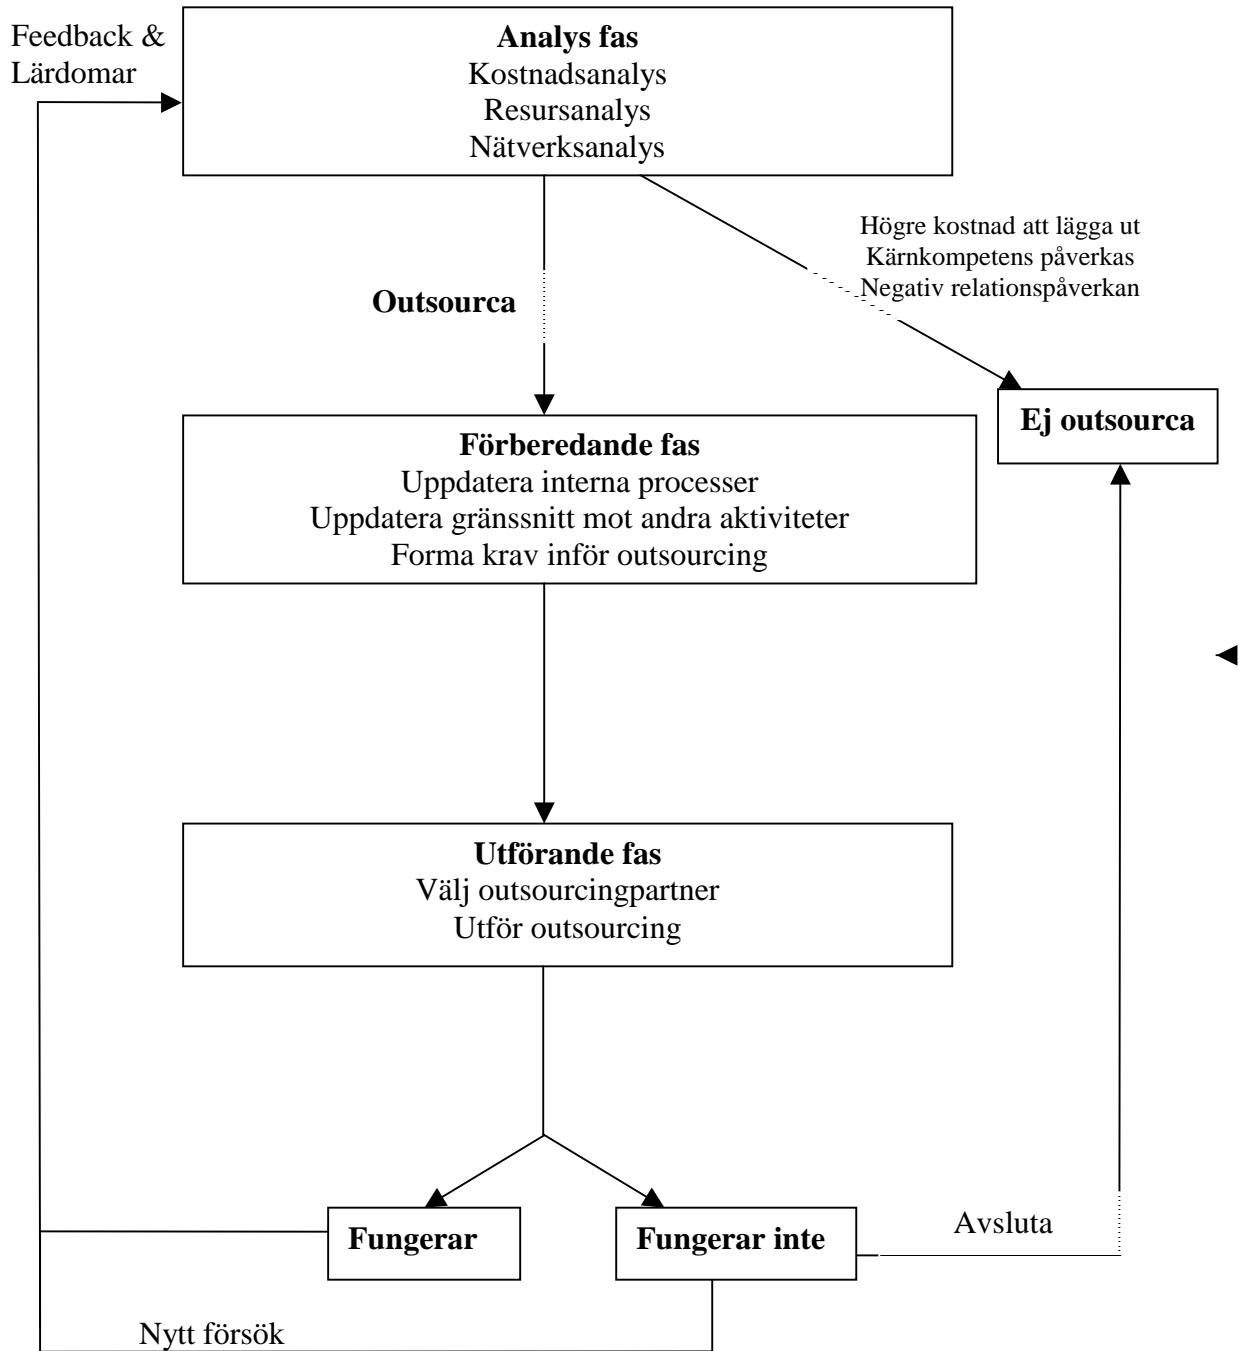 Feedback &
Lärdomar
Analys fas
Kostnadsanalys
Resursanalys
Nätverksanalys
Högre kostnad att lägga ut
Kärnkompetens påverkas
Negativ relationspåverkan
Outsourca
Ej outsourca
Förberedande fas
Uppdatera interna processer
Uppdatera gränssnitt mot andra aktiviteter
Forma krav inför outsourcing
Utförande fas
Välj outsourcingpartner
Utför outsourcing
Fungerar
Fungerar inte
Avsluta
Nytt försök